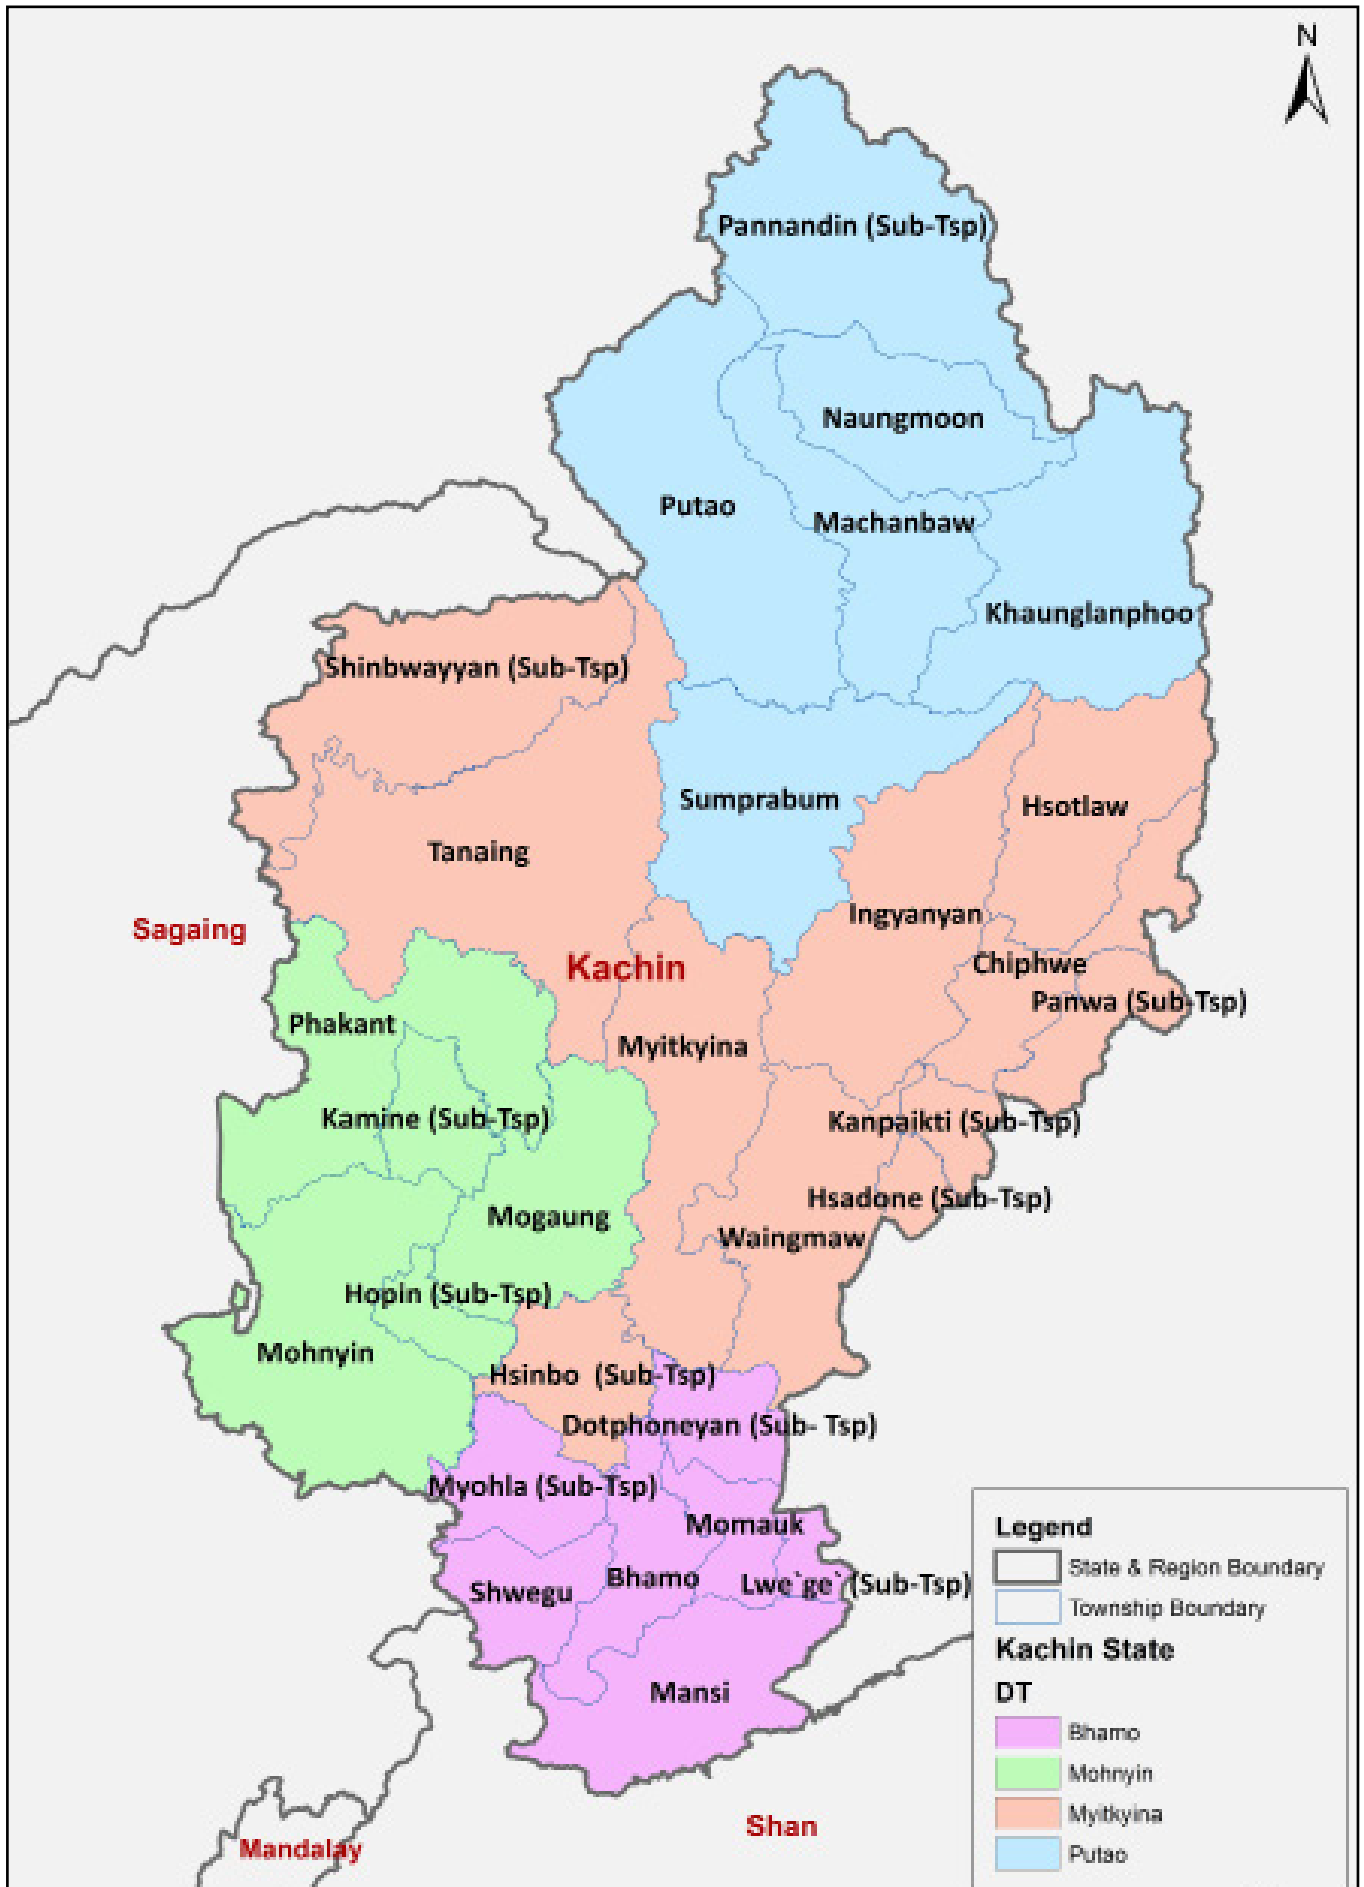 N
Pannandin (Sub-Tsp)
Naungmoon
Putao
Machanbaw
Khaunglanphoo
Shinbwayyan (Sub-Tsp)
Sumprabum
Hsotlaw
Tanaing
Ingyanyan
Sagaing
Kachin
Chiphwe
Panwa (Sub-Tsp)
Phakant
Myitkyina
Kamine (Sub-Tsp)
Kanpaikti (Sub-Tsp)
Hsadone (Sub-Tsp)
Mogaung
Waingmaw
Hopin (Sub-Tsp)
Mohnyin
Hsinbo (Sub-Tsp)
Dotphoneyan (Sub- Tsp)
Myohla (Sub-Tsp)
Momauk
Bhamo
Lwe`ge` (Sub-Tsp)
Shwegu
Mansi
Shan
Mandalay
Legend
State & Region Boundary
Township Boundary
Kachin State
DT
Bhamo
Mohnyin
Myitkyina
Putao